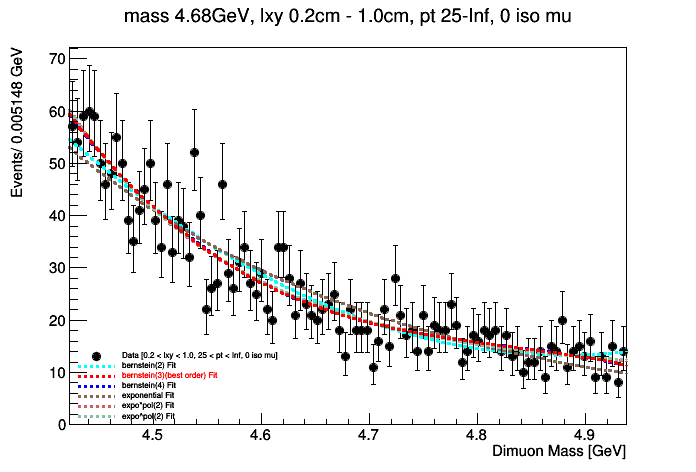 mass 4.68GeV, lxy 0.2cm - 1.0cm, pt 25-Inf, 0 iso mu
Events/ 0.005148 GeV
70
60
50
40
30
20
10
0
Data [0.2 < lxy < 1.0, 25 < pt < Inf, 0 iso mu]
bernstein(2) Fit
bernstein(3)(best order) Fit
bernstein(4) Fit
exponential Fit
expo*pol(2) Fit
expo^pol(2) Fit
4.5
4.6
4.7
4.8
4.9
Dimuon Mass [GeV]